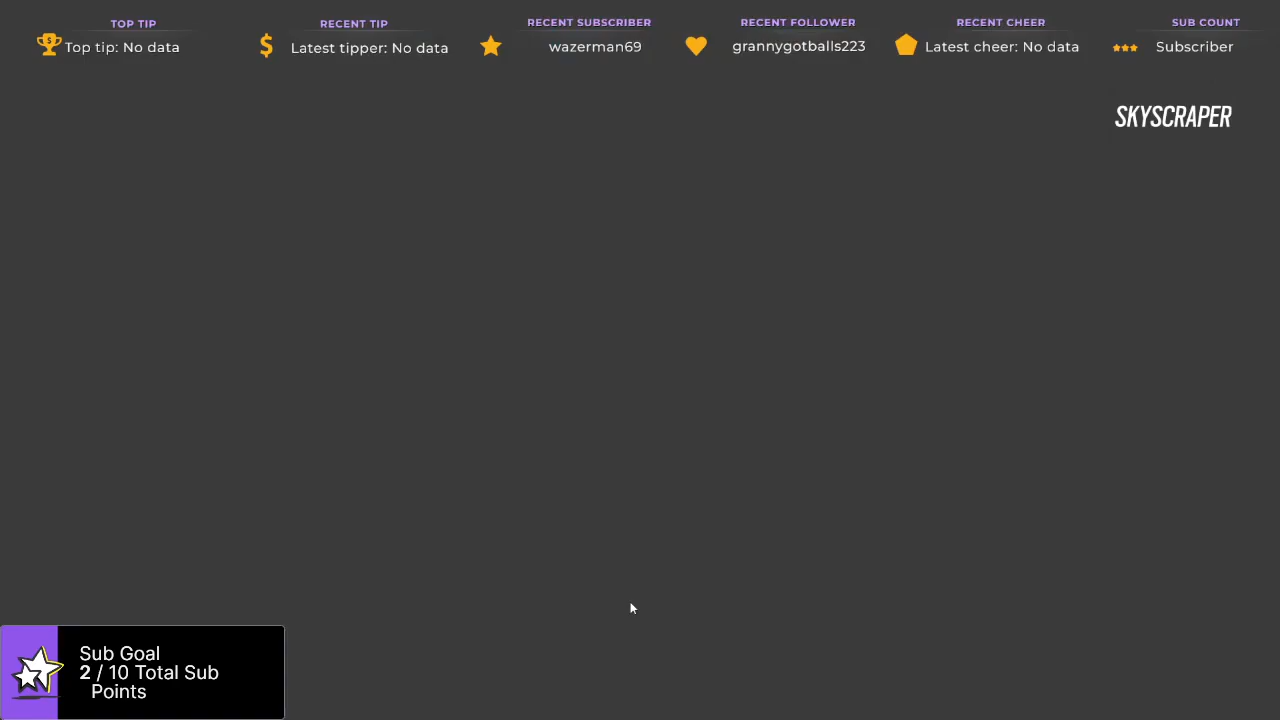 TOP TIP
Top tip: No data
RECENT TIP
Latest tipper: No data
RECENT SUBSCRIBER
wazerman69
RECENT FOLLOWER
grannygotballs223
RECENT CHEER
Latest cheer: No data
SUB COUNT
Subscriber
SKYSCRAPER
Sub Goal
2 / 10 Total Sub
Points